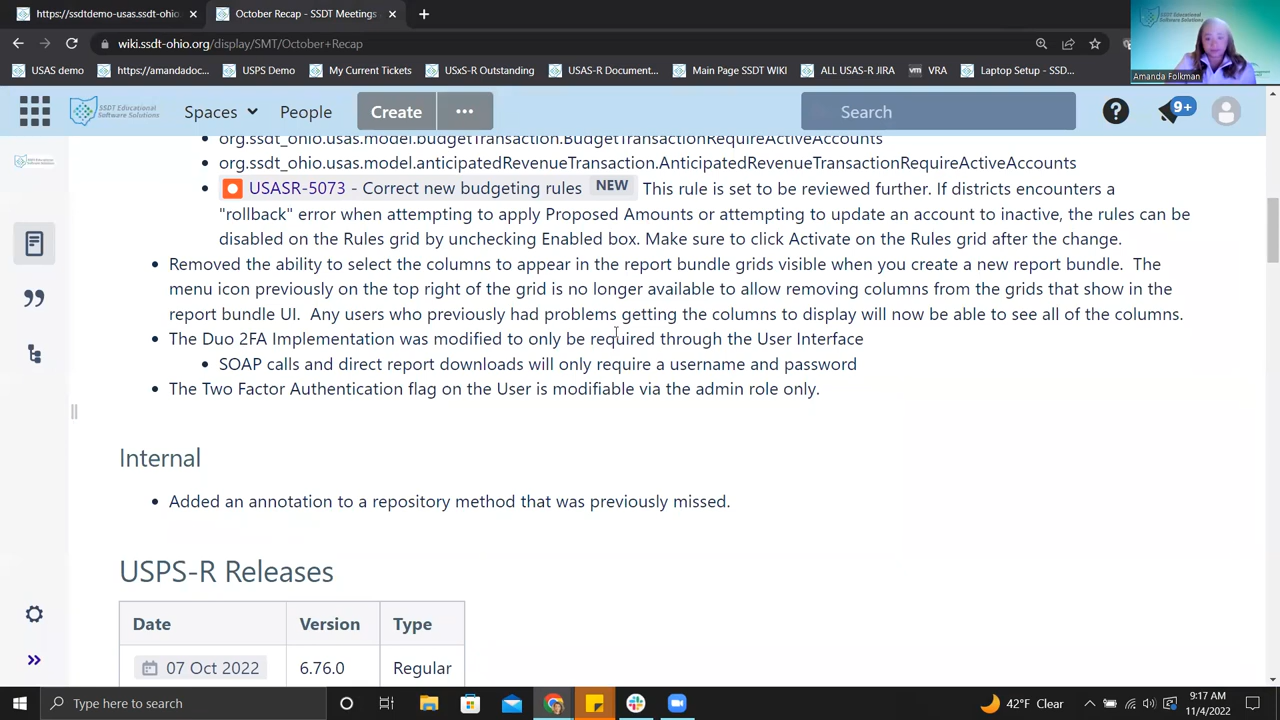 https://ssdtdemo-usas.ssdt-ohio
October Recap - SSDT Meetings
wiki.ssdt-ohio.org/display/SMT/October+Recap
USAS demo
https://amandadoc...
USPS Demo
My Current Tickets
USxS-R Outstanding
USAS-R Document...
Main Page SSDT WIKI
ALL USAS-R JIRA
VRA
Laptop Setup - SSD...
SSDT Educational Software Solutions
Amanda Folkman
SSDT Educational
Software Solutions
Spaces
People
Create
Search
9+
org.ssdt_ohio.usas.model.budgetTransaction.BudgetTransactionRequireActiveAccounts
org.ssdt_ohio.usas.model.anticipatedRevenueTransaction.AnticipatedRevenueTransactionRequireActiveAccounts
USASR-5073 - Correct new budgeting rules NEW This rule is set to be reviewed further. If districts encounters a
"rollback" error when attempting to apply Proposed Amounts or attempting to update an account to inactive, the rules can be
disabled on the Rules grid by unchecking Enabled box. Make sure to click Activate on the Rules grid after the change.
Removed the ability to select the columns to appear in the report bundle grids visible when you create a new report bundle. The
menu icon previously on the top right of the grid is no longer available to allow removing columns from the grids that show in the
report bundle UI. Any users who previously had problems getting the columns to display will now be able to see all of the columns.
The Duo 2FA Implementation was modified to only be required through the User Interface
SOAP calls and direct report downloads will only require a username and password
The Two Factor Authentication flag on the User is modifiable via the admin role only.
Internal
Added an annotation to a repository method that was previously missed.
USPS-R Releases
Date Version Type
07 Oct 2022 6.76.0 Regular
Type here to search
42°F Clear
9:17 AM
11/4/2022